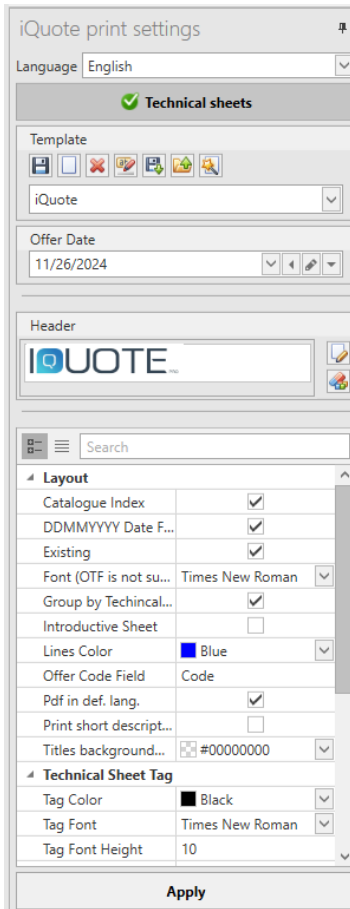 iQuote print settings
Language English
Technical sheets
Template
iQuote
Offer Date
11/26/2024
Header
IQUOTE
Search
Layout
Catalogue Index
DDMMYYYY Date F...
Existing
Font (OTF is not su... Times New Roman
Group by Techincal...
Introductive Sheet
Lines Color Blue
Offer Code Field Code
Pdf in def. lang.
Print short descript...
Titles background... #00000000
Technical Sheet Tag
Tag Color Black
Tag Font Times New Roman
Tag Font Height 10
Apply